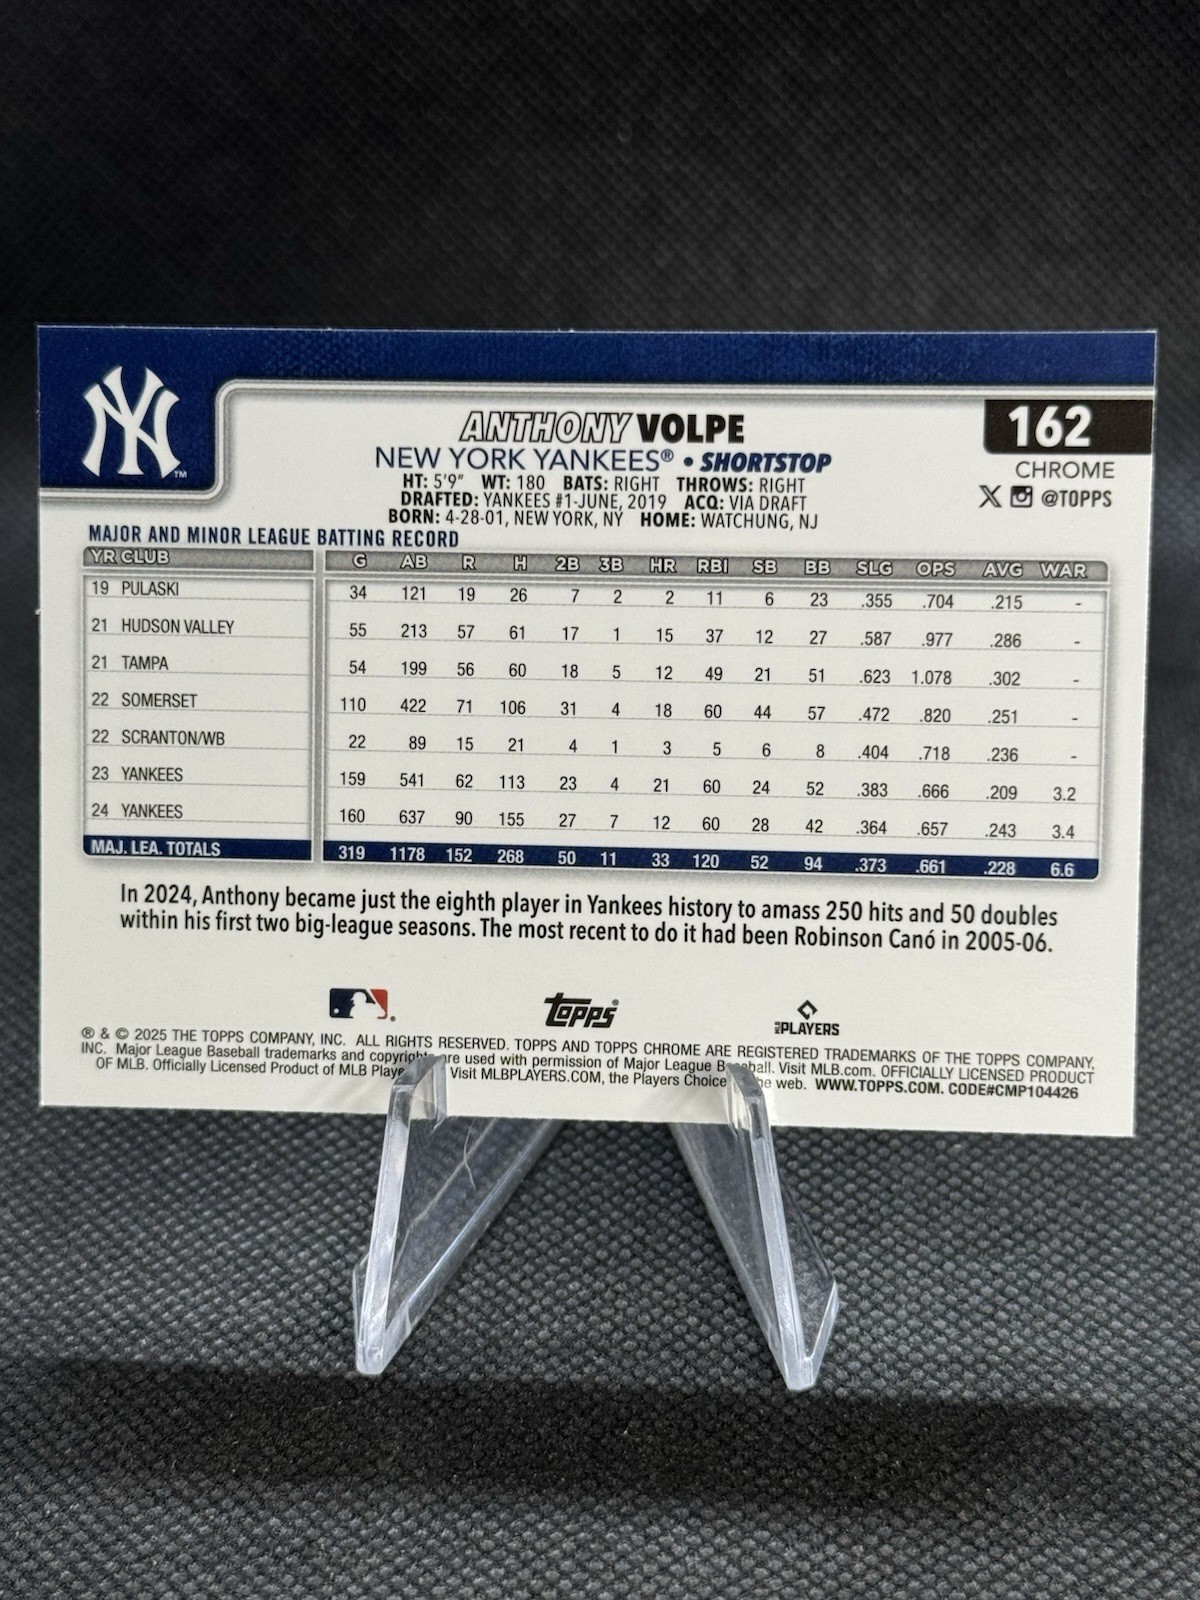 NY™
162
ANTHONY VOLPE
NEW YORK YANKEES® • SHORTSTOP
CHROME
HT: 5'9" WT: 180 BATS: RIGHT THROWS: RIGHT
X @TOPPS
DRAFTED: YANKEES #1-JUNE, 2019 ACQ: VIA DRAFT
BORN: 4-28-01, NEW YORK, NY HOME: WATCHUNG, NJ
MAJOR AND MINOR LEAGUE BATTING RECORD
YR CLUB G AB R H 2B 3B HR RBI SB BB SLG OPS AVG WAR
19 PULASKI 34 121 19 26 7 2 2 11 6 23 .355 .704 .215 -
21 HUDSON VALLEY 55 213 57 61 17 1 15 37 12 27 .587 .977 .286 -
21 TAMPA 54 199 56 60 18 5 12 49 21 51 .623 1.078 .302 -
22 SOMERSET 110 422 71 106 31 4 18 60 44 57 .472 .820 .251 -
22 SCRANTON/WB 22 89 15 21 4 1 3 5 6 8 .404 .718 .236 -
23 YANKEES 159 541 62 113 23 4 21 60 24 52 .383 .666 .209 3.2
24 YANKEES 160 637 90 155 27 7 12 60 28 42 .364 .657 .243 3.4
MAJ. LEA. TOTALS 319 1178 152 268 50 11 33 120 52 94 .373 .661 .228 6.6
In 2024, Anthony became just the eighth player in Yankees history to amass 250 hits and 50 doubles
within his first two big-league seasons. The most recent to do it had been Robinson Canó in 2005-06.
topps® MLB PLAYERS
® & © 2025 THE TOPPS COMPANY, INC. ALL RIGHTS RESERVED. TOPPS AND TOPPS CHROME ARE REGISTERED TRADEMARKS OF THE TOPPS COMPANY,
INC. Major League Baseball trademarks and copyrights are used with permission of Major League Baseball. Visit MLB.com. OFFICIALLY LICENSED PRODUCT
OF MLB. Officially Licensed Product of MLB Playe Visit MLBPLAYERS.COM, the Players Choice he web. WWW.TOPPS.COM. CODE#CMP104426